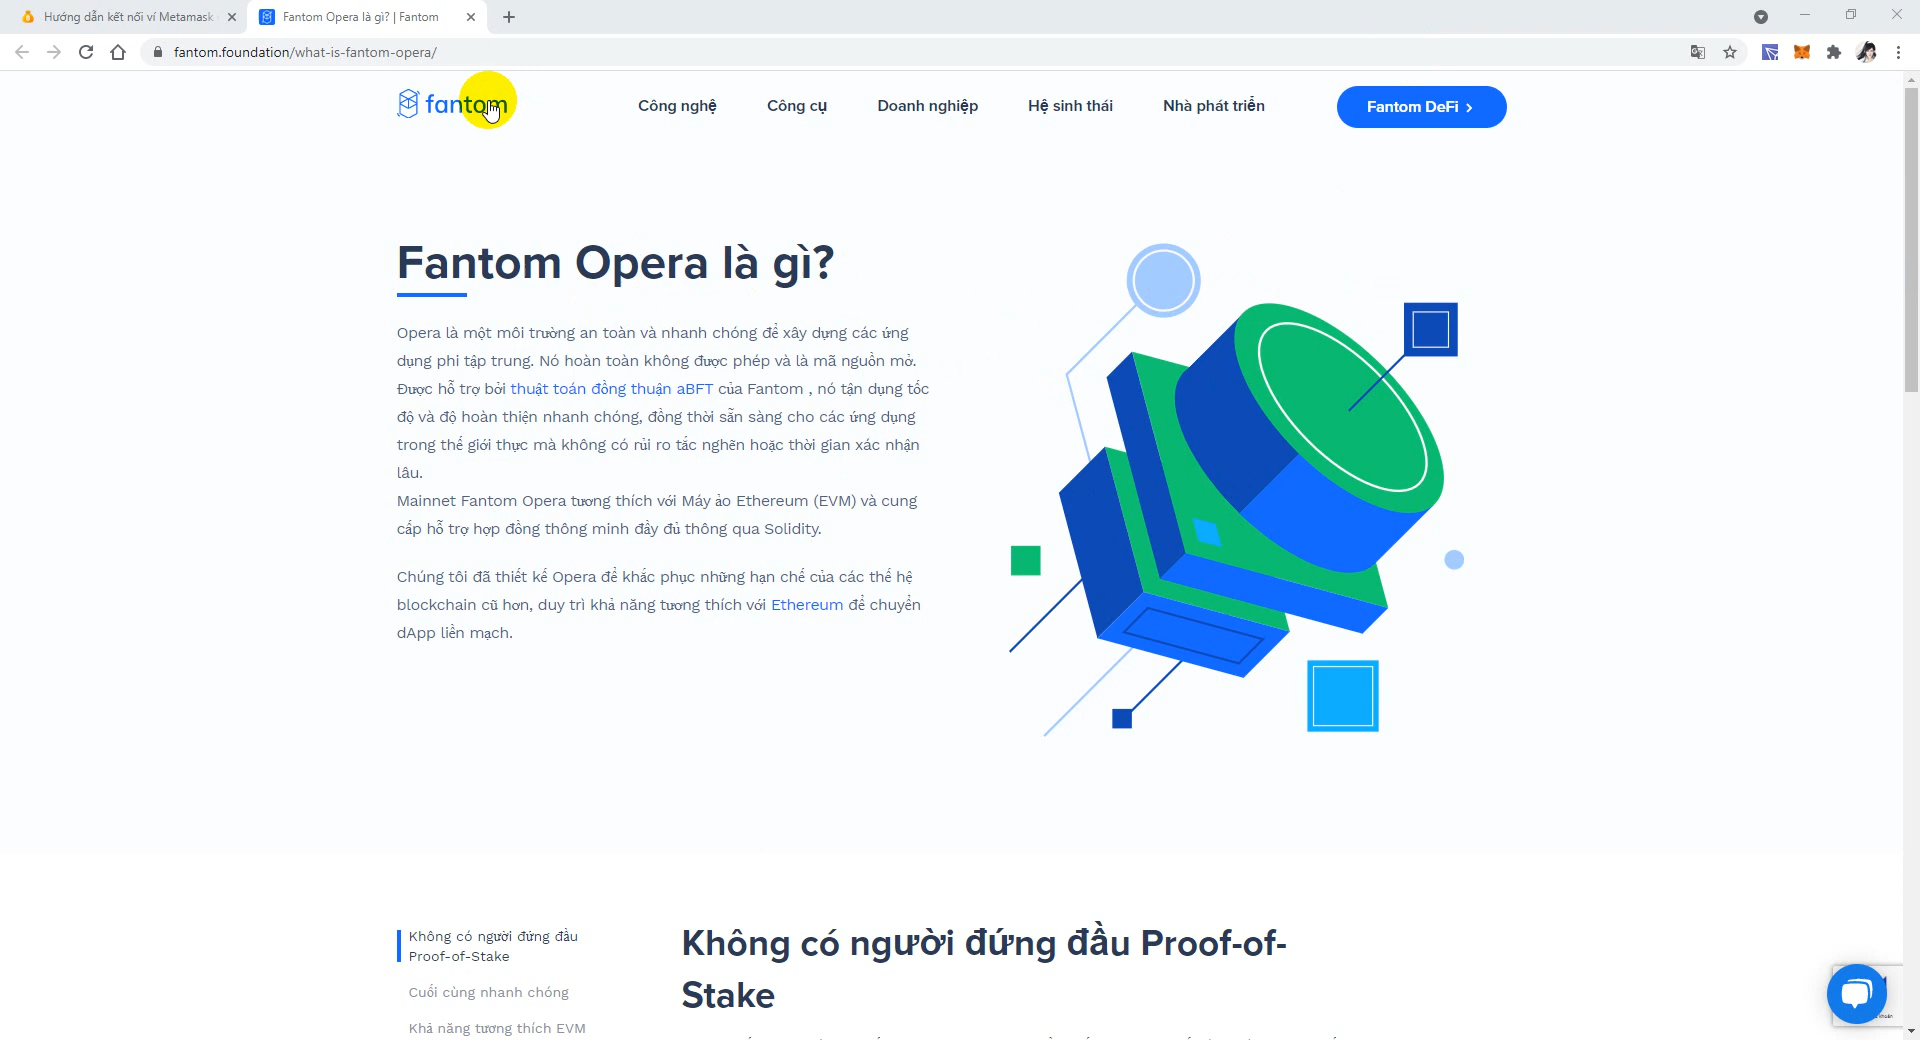 Hướng dẫn kết nối ví Metamask
Fantom Opera là gì? | Fantom
fantom.foundation/what-is-fantom-opera/
fantom
Công nghệ
Công cụ
Doanh nghiệp
Hệ sinh thái
Nhà phát triển
Fantom DeFi ›
Fantom Opera là gì?
Opera là một môi trường an toàn và nhanh chóng để xây dựng các ứng
dụng phi tập trung. Nó hoàn toàn không được phép và là mã nguồn mở.
Được hỗ trợ bởi thuật toán đồng thuận aBFT của Fantom , nó tận dụng tốc
độ và độ hoàn thiện nhanh chóng, đồng thời sẵn sàng cho các ứng dụng
trong thế giới thực mà không có rủi ro tắc nghẽn hoặc thời gian xác nhận
lâu.
Mainnet Fantom Opera tương thích với Máy ảo Ethereum (EVM) và cung
cấp hỗ trợ hợp đồng thông minh đầy đủ thông qua Solidity.
Chúng tôi đã thiết kế Opera để khắc phục những hạn chế của các thế hệ
blockchain cũ hơn, duy trì khả năng tương thích với Ethereum để chuyển
dApp liền mạch.
Không có người đứng đầu
Proof-of-Stake
Cuối cùng nhanh chóng
Khả năng tương thích EVM
Không có người đứng đầu Proof-of-
Stake